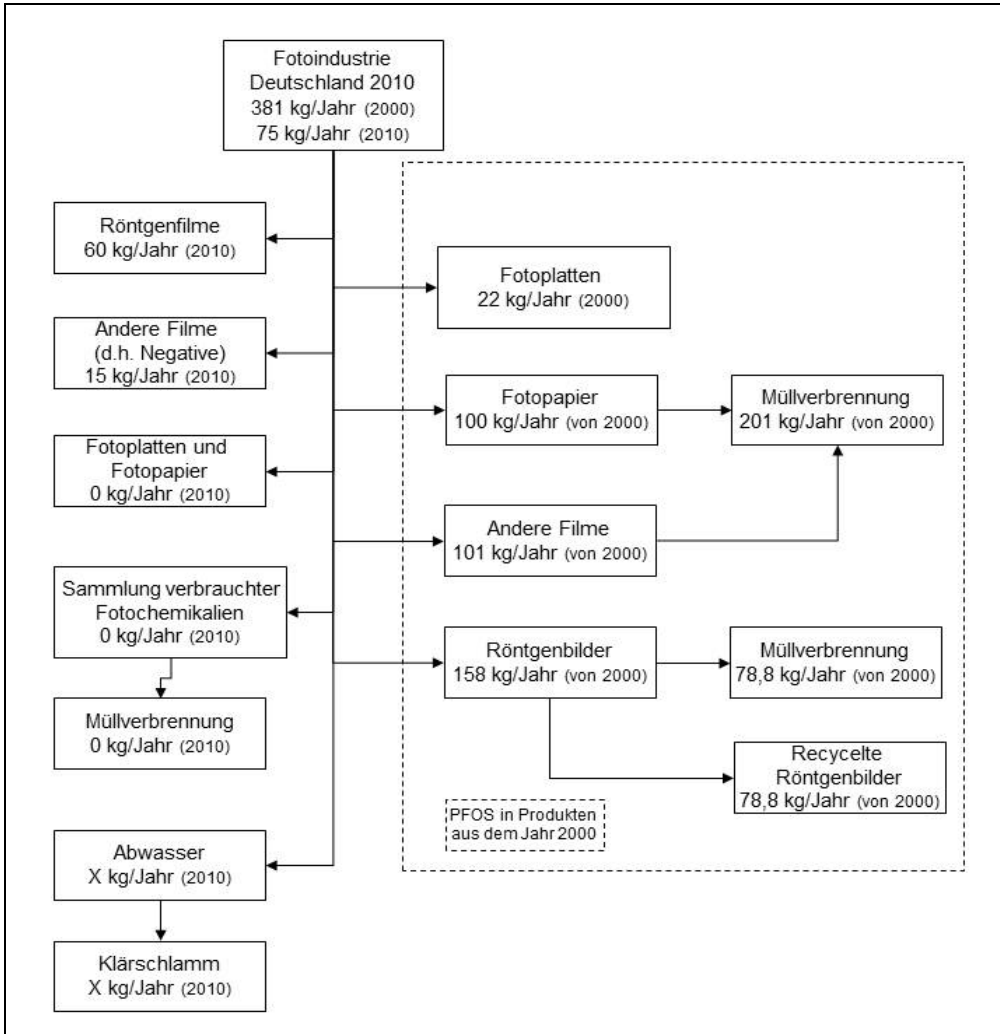 Fotoindustrie
Deutschland 2010
381 kg/Jahr (2000)
75 kg/Jahr (2010)
Röntgenfilme
60 kg/Jahr (2010)
Andere Filme
(d.h. Negative)
15 kg/Jahr (2010)
Fotoplatten und
Fotopapier
0 kg/Jahr (2010)
Sammlung verbrauchter
Fotochemikalien
0 kg/Jahr (2010)
Müllverbrennung
0 kg/Jahr (2010)
Abwasser
X kg/Jahr (2010)
Klärschlamm
X kg/Jahr (2010)
Fotoplatten
22 kg/Jahr (2000)
Fotopapier
100 kg/Jahr (von 2000)
Müllverbrennung
201 kg/Jahr (von 2000)
Andere Filme
101 kg/Jahr (von 2000)
Röntgenbilder
158 kg/Jahr (von 2000)
Müllverbrennung
78,8 kg/Jahr (von 2000)
Recycelte
Röntgenbilder
78,8 kg/Jahr (von 2000)
PFOS in Produkten
aus dem Jahr 2000